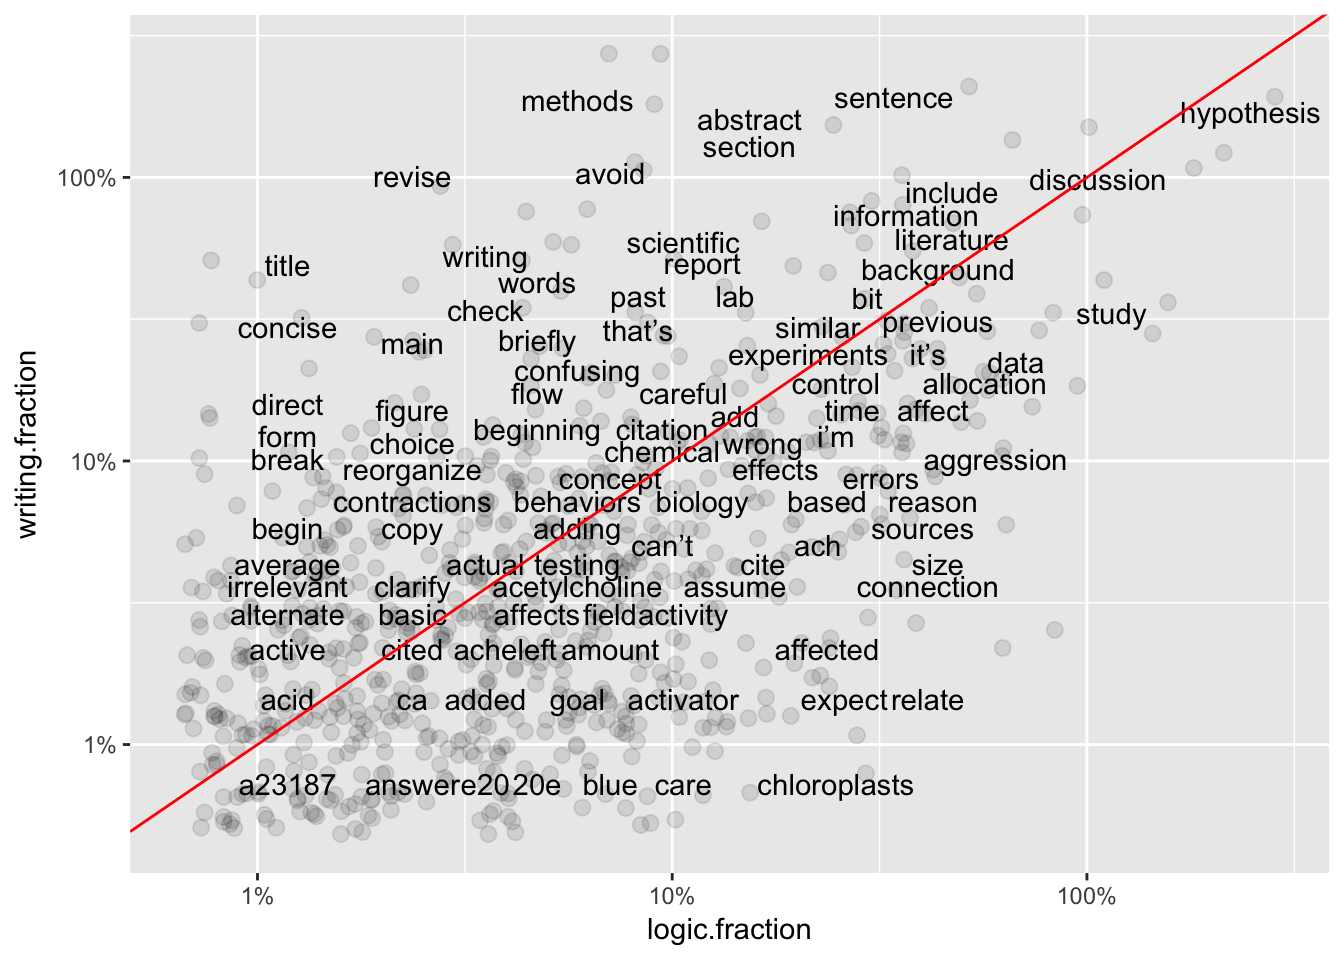 methods
sentence
abstract
hypothesis
section
100%
revise
avoid
discussion
include
information
scientific
literature
writing
report
title
background
words
past
lab
bit
check
study
concise
that's
similar
previous
main
briefly
experiments
it's
confusing
data
flow
careful
control
allocation
direct
figure
add
time
affect
form
choice
beginning
citation
wrong
i'm
chemical
10%
break
reorganize
effects
aggression
concept
errors
contractions
behaviors
biology
based
reason
begin
copy
adding
can't
ach
sources
average
actual
testing
cite
size
irrelevant
clarify
acetylcholine
assume
connection
alternate
basic
affects
field
activity
active
cited
ache
left
amount
affected
acid
ca
added
goal
activator
expect
relate
1%
a23187
answere
2020e
blue
care
chloroplasts
1%
10%
100%
logic.fraction
writing.fraction